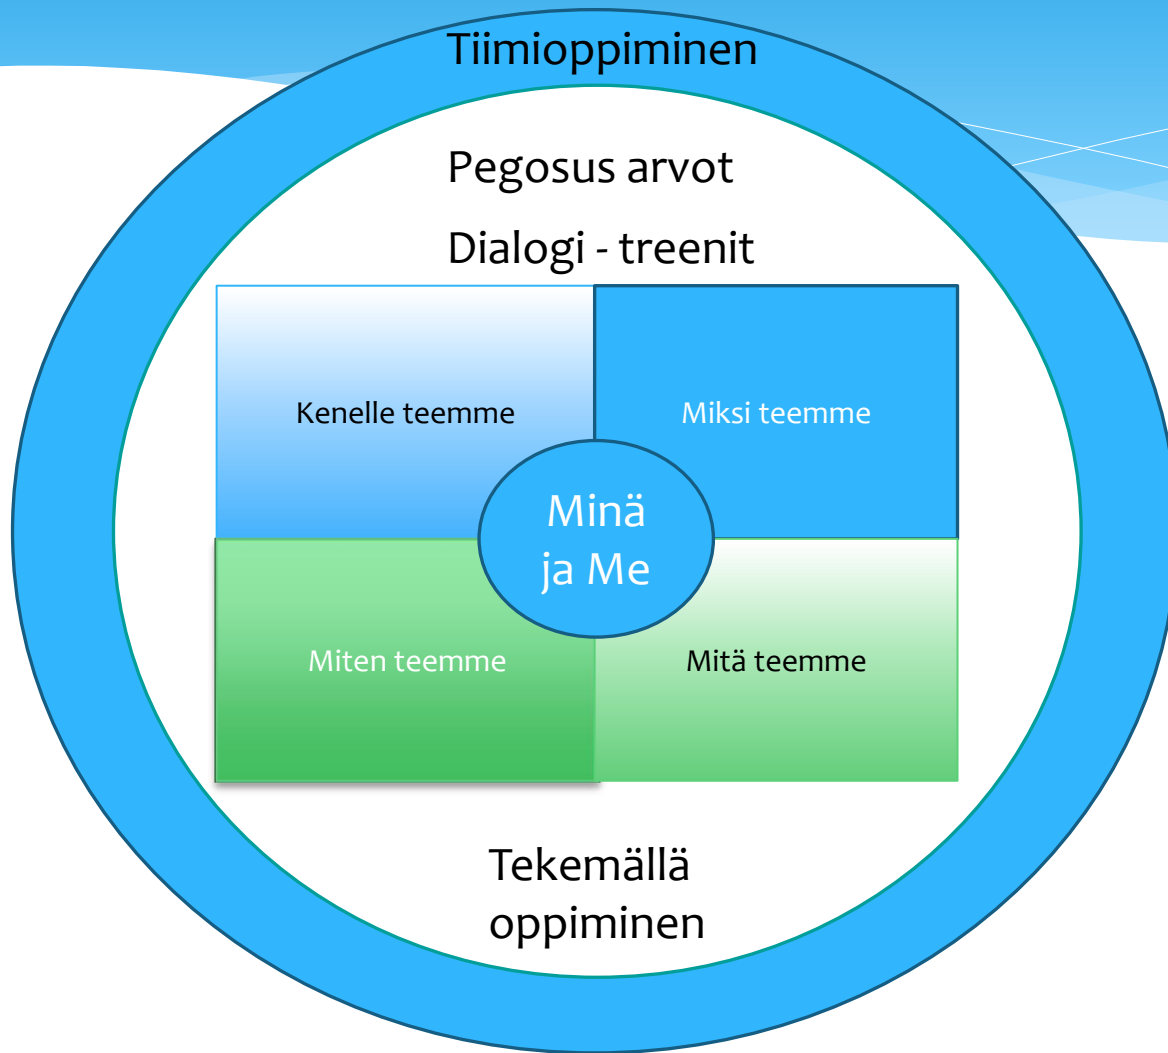 Tiimioppiminen
Pegosus arvot
Dialogi - treenit
Kenelle teemme
Miksi teemme
Minä
ja Me
Miten teemme
Mitä teemme
Tekemällä
oppiminen